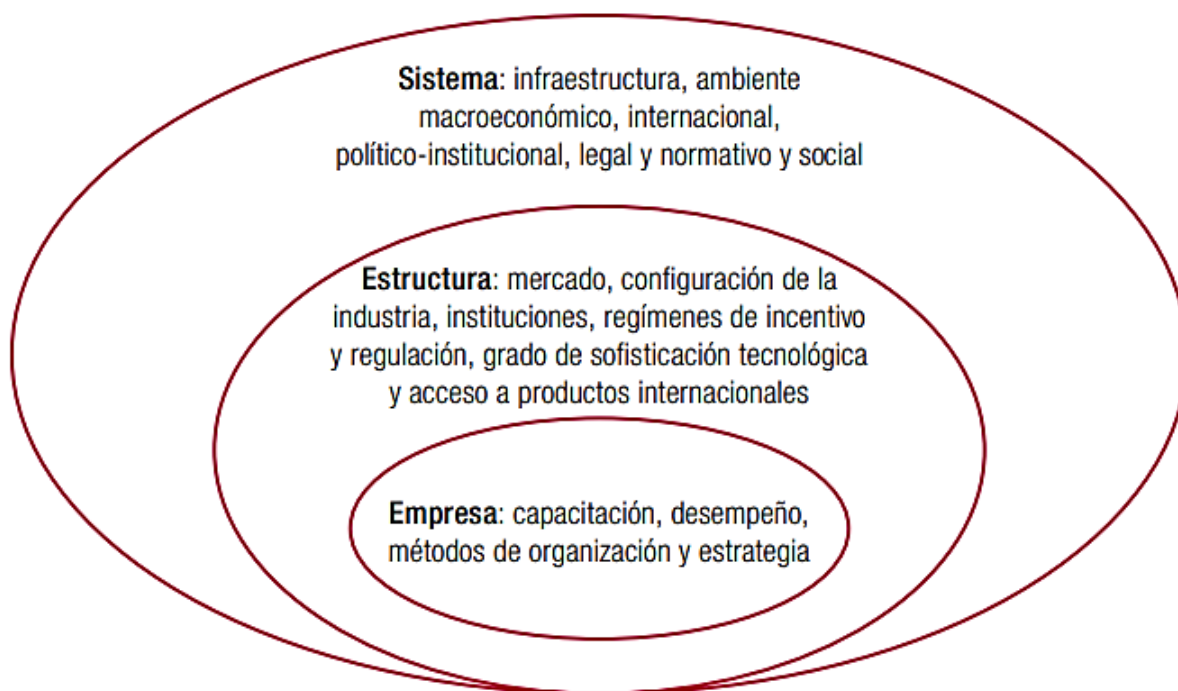 Sistema: infraestructura, ambiente
macroeconómico, internacional,
político-institucional, legal y normativo y social
Estructura: mercado, configuración de la
industria, instituciones, regímenes de incentivo
y regulación, grado de sofisticación tecnológica
y acceso a productos internacionales
Empresa: capacitación, desempeño,
métodos de organización y estrategia